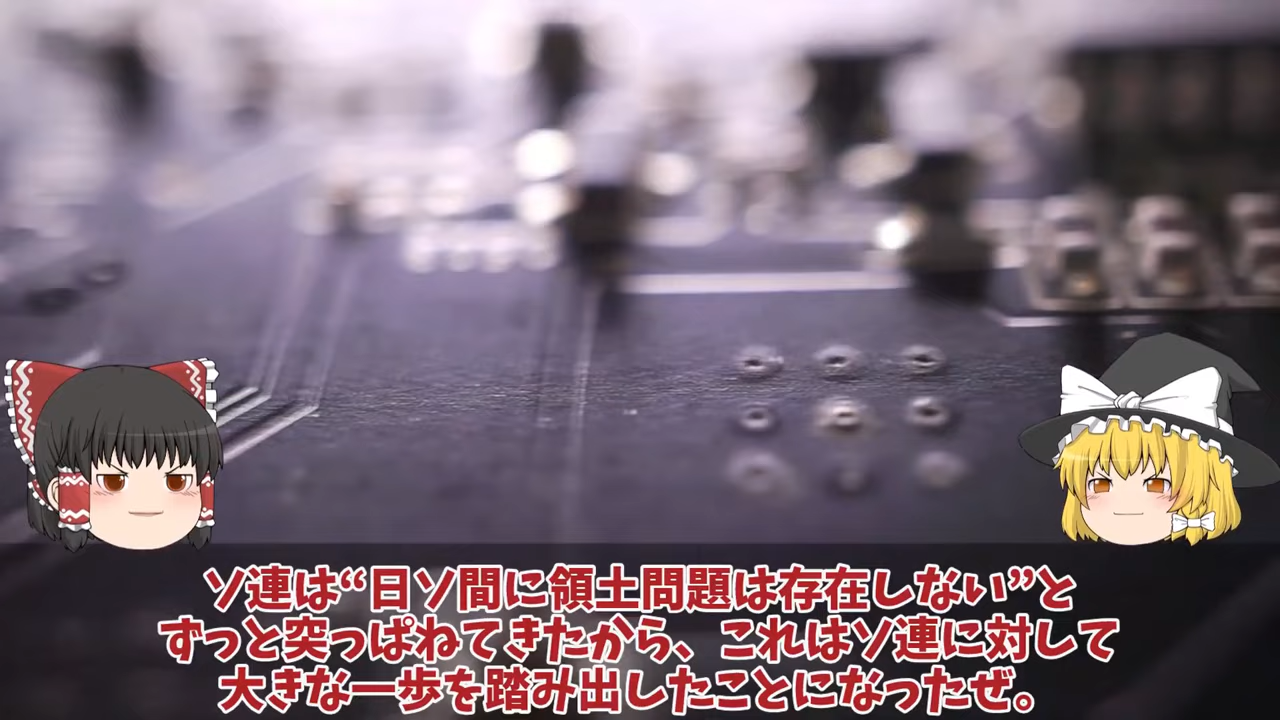 ソ連は“日ソ間に領土問題は存在しない”と
ずっと突っぱねてきたから、これはソ連に対して
大きな一歩を踏み出したことになったぜ。